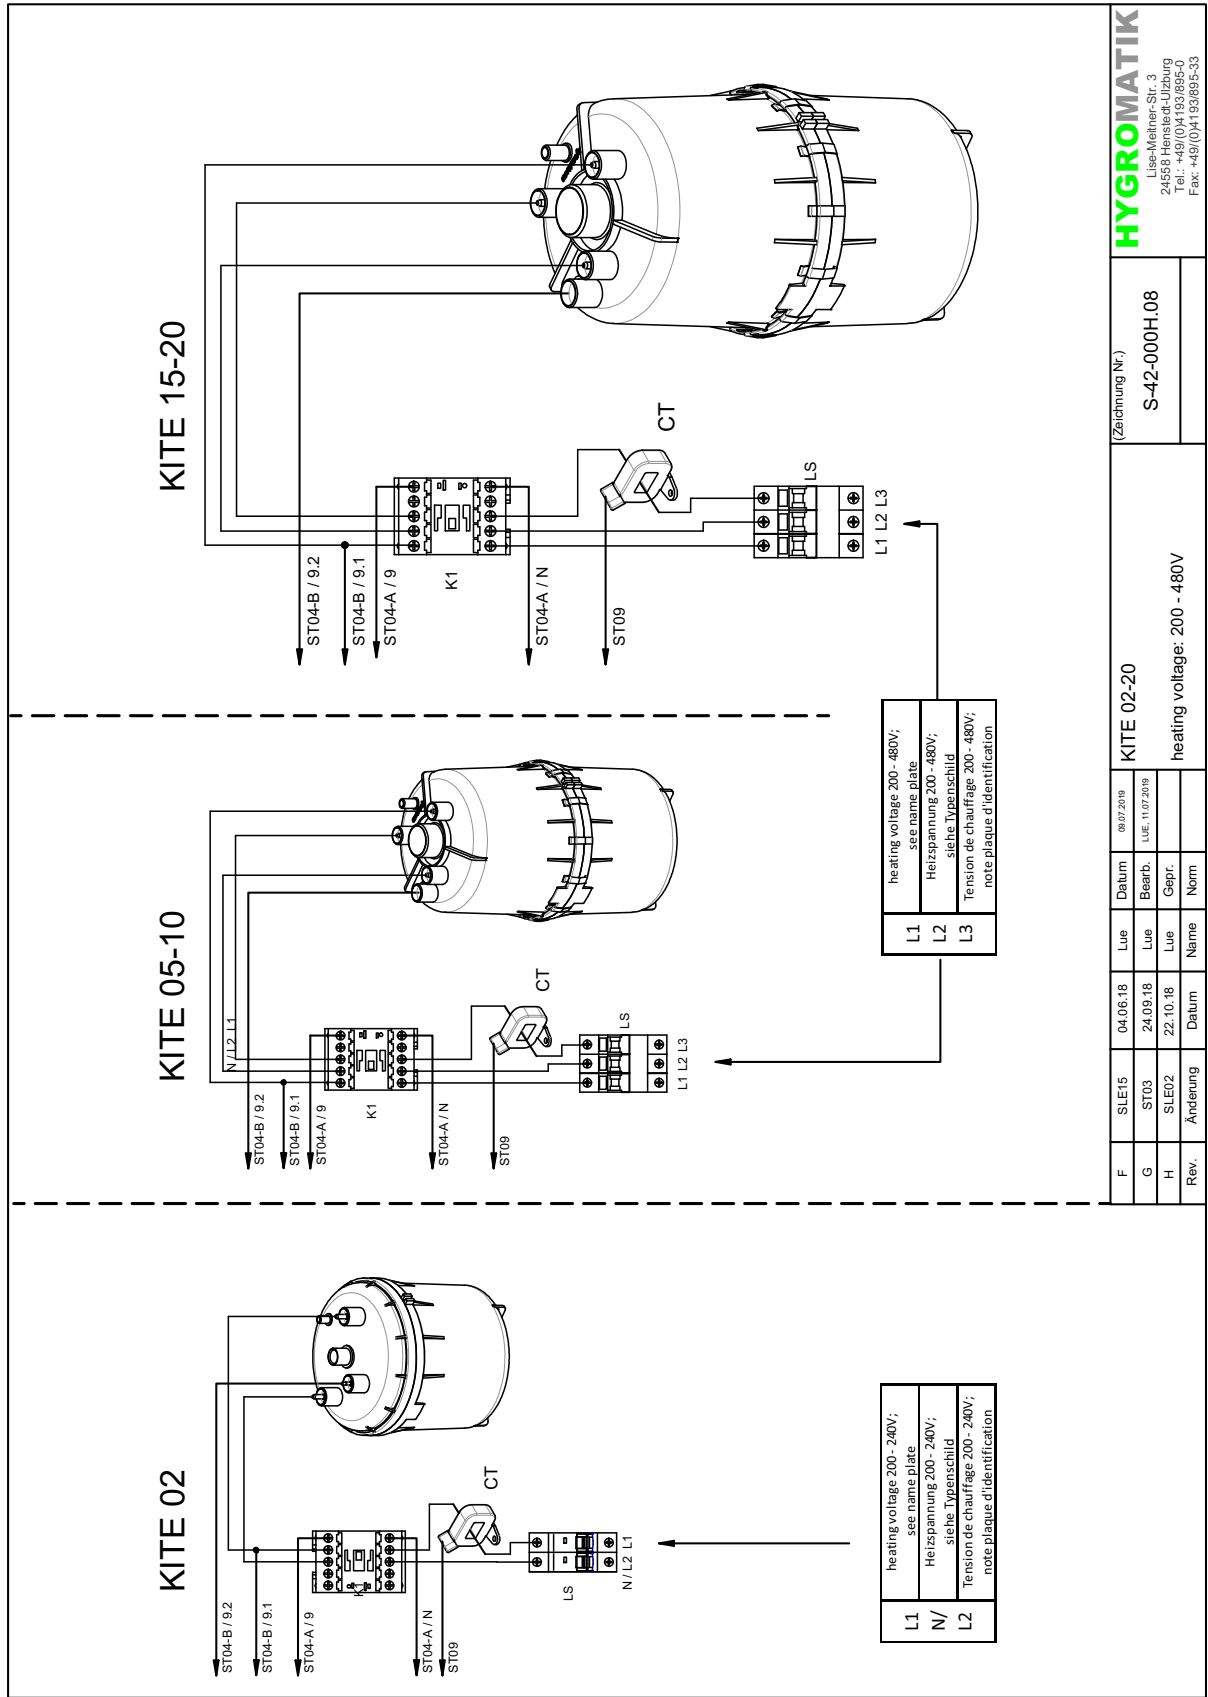 KITE 02
ST04-B / 9.2
ST04-B / 9.1
ST04-A / 9
K1
ST04-A / N
ST09
CT
LS
N / L2 L1
L1
N/
L2
heating voltage 200 - 240V;
see name plate
Heizspannung 200 - 240V;
siehe Typenschild
Tension de chauffage 200 - 240V;
note plaque d'identification
KITE 05-10
N / L2 L1
ST04-B / 9.2
ST04-B / 9.1
ST04-A / 9
K1
ST04-A / N
ST09
CT
LS
L1 L2 L3
L1
L2
L3
heating voltage 200 - 480V;
see name plate
Heizspannung 200 - 480V;
siehe Typenschild
Tension de chauffage 200 - 480V;
note plaque d'identification
KITE 15-20
ST04-B / 9.2
ST04-B / 9.1
ST04-A / 9
K1
ST04-A / N
ST09
CT
LS
L1 L2 L3
F SLE15 04.06.18 Lue Datum 09.07.2019
G ST03 24.09.18 Lue Bearb. LUE, 11.07.2019
H SLE02 22.10.18 Lue Gepr.
Rev. Änderung Datum Name Norm
KITE 02-20
heating voltage: 200 - 480V
(Zeichnung Nr.)
S-42-000H.08
HYGROMATIK
Lise-Meitner-Str. 3
24558 Henstedt-Ulzburg
Tel.: +49/(0)4193/895-0
Fax: +49/(0)4193/895-33